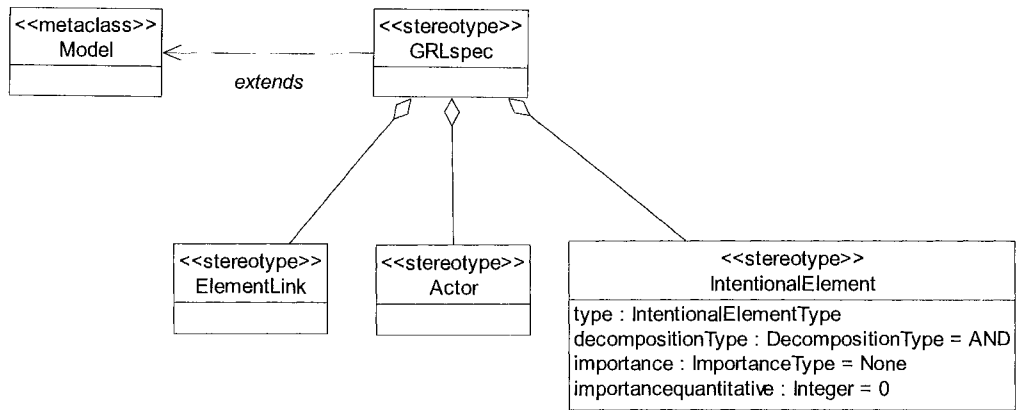 <<metaclass>>
Model
<<stereotype>>
GRLspec
extends
<<stereotype>>
ElementLink
<<stereotype>>
Actor
<<stereotype>>
IntentionalElement
type : IntentionalElementType
decompositionType : DecompositionType = AND
importance : ImportanceType = None
importancequantitative : Integer = 0